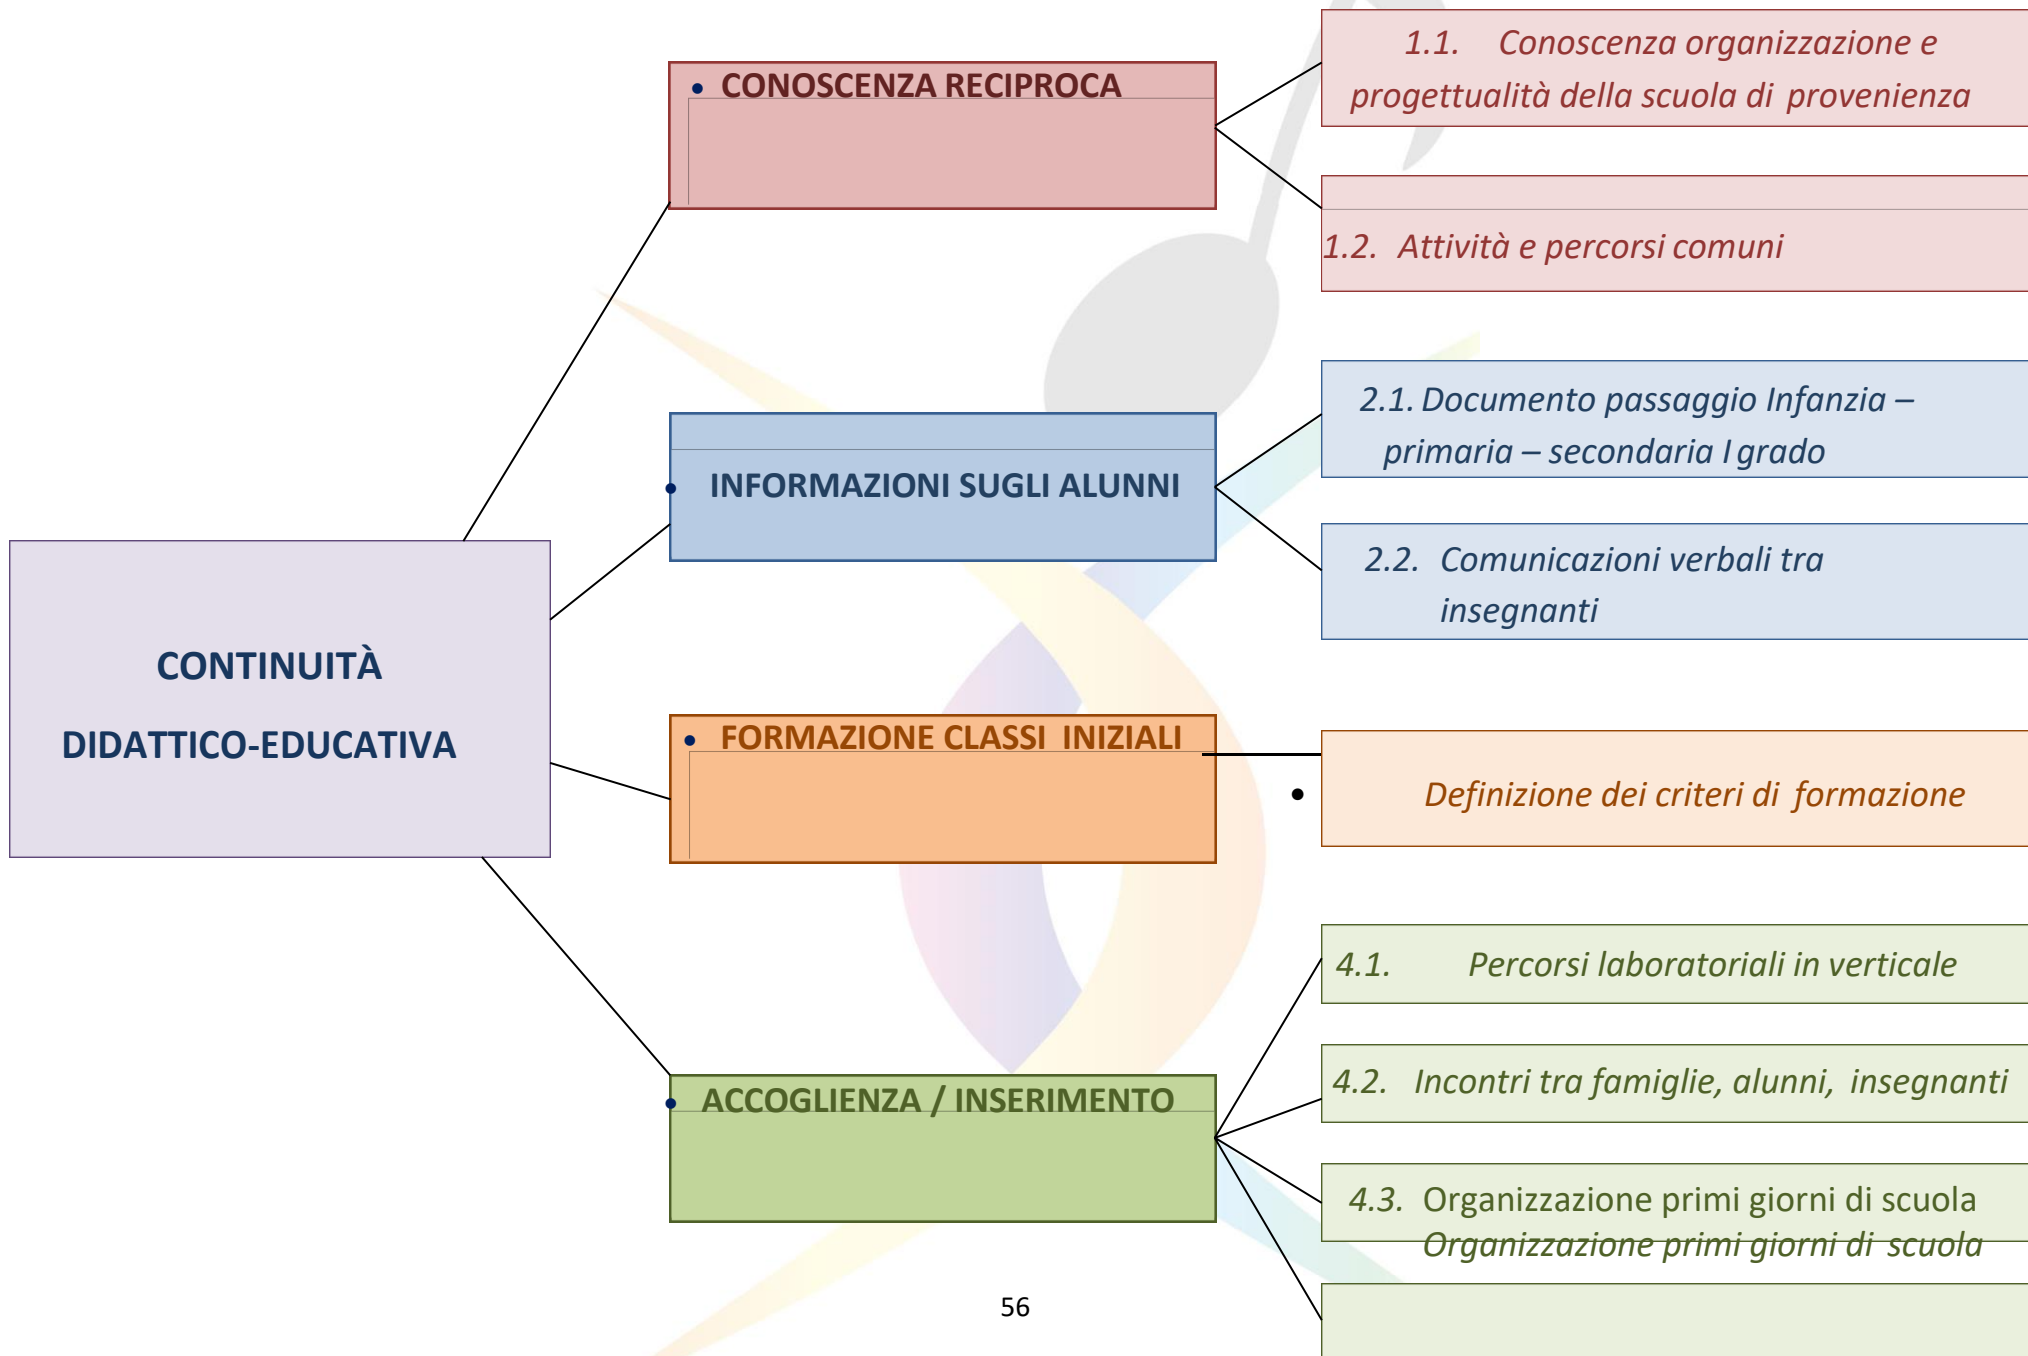 CONTINUITÀ
DIDATTICO-EDUCATIVA
• CONOSCENZA RECIPROCA
1.1. Conoscenza organizzazione e
progettualità della scuola di provenienza
1.2. Attività e percorsi comuni
• INFORMAZIONI SUGLI ALUNNI
2.1. Documento passaggio Infanzia –
primaria – secondaria I grado
2.2. Comunicazioni verbali tra
insegnanti
• FORMAZIONE CLASSI INIZIALI
• Definizione dei criteri di formazione
• ACCOGLIENZA / INSERIMENTO
4.1. Percorsi laboratoriali in verticale
4.2. Incontri tra famiglie, alunni, insegnanti
4.3. Organizzazione primi giorni di scuola
Organizzazione primi giorni di scuola
56